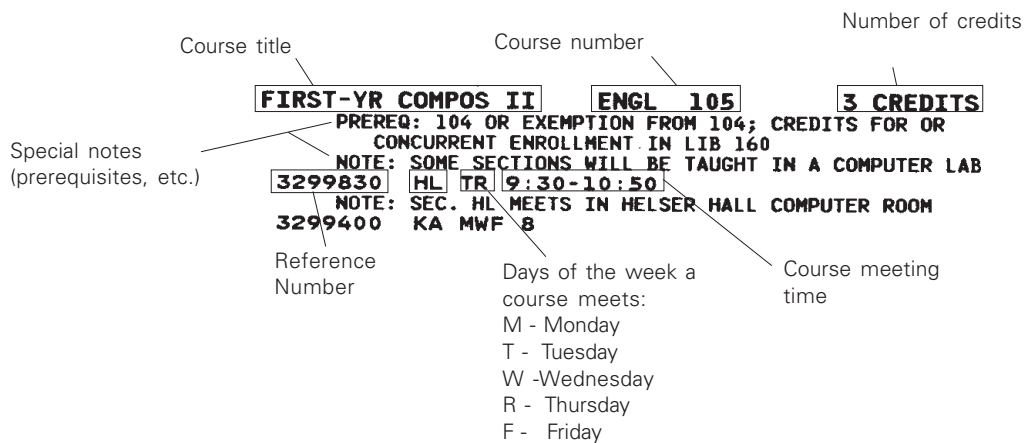 Number of credits
Course title
Course number
FIRST-YR COMPOS II ENGL 105 3 CREDITS
PREREQ: 104 OR EXEMPTION FROM 104; CREDITS FOR OR
CONCURRENT ENROLLMENT IN LIB 160
Special notes
(prerequisites, etc.)
NOTE: SOME SECTIONS WILL BE TAUGHT IN A COMPUTER LAB
3299830 HL TR 9:30-10:50
NOTE: SEC. HL MEETS IN HELSER HALL COMPUTER ROOM
3299400 KA MWF 8
Reference
Number
Days of the week a
course meets:
M - Monday
T - Tuesday
W -Wednesday
R - Thursday
F - Friday
Course meeting
time